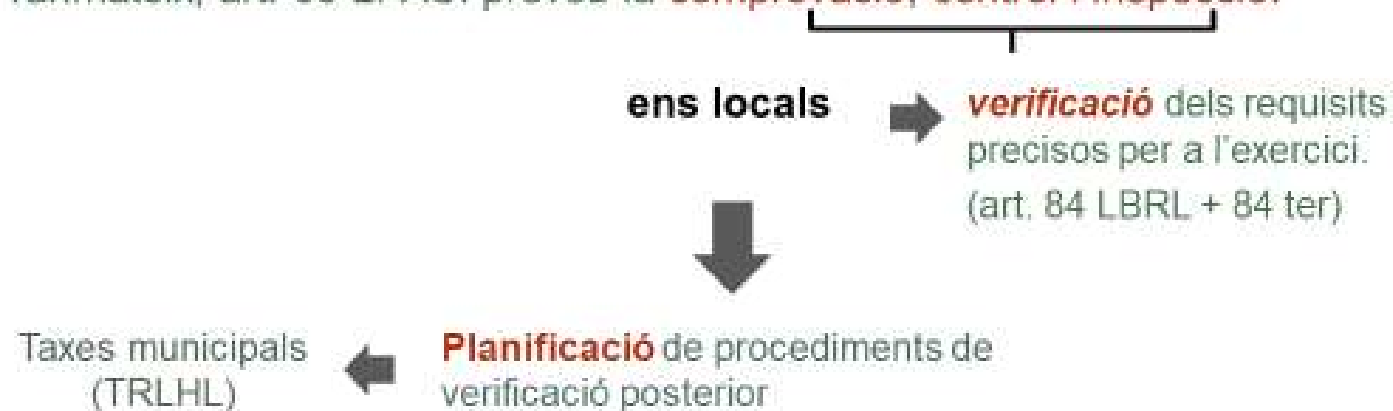 la
ens locals
verificació dels requisits
precisos per a l'exercici.
(art. 84 LBRL + 84 ter)
Taxes municipals
(TRLHL)
Planificació de procediments de
verificació posterior